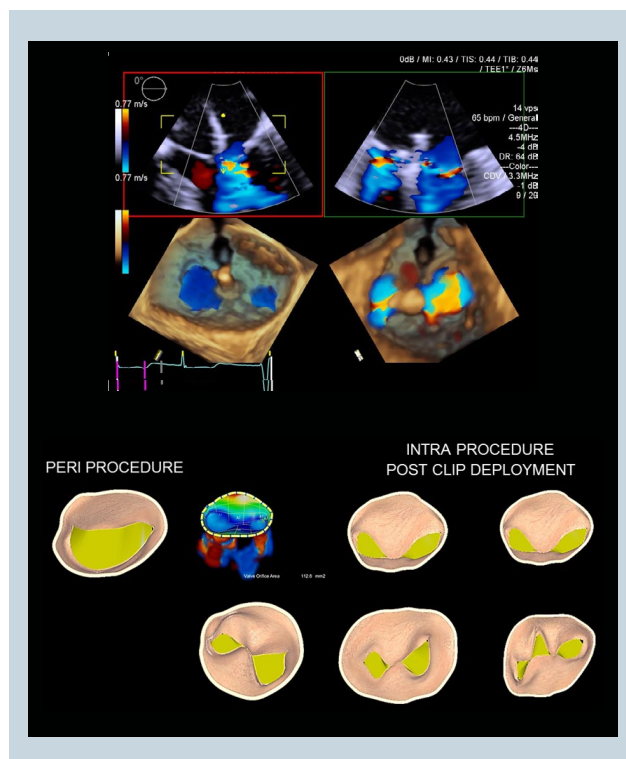 0dB / MI: 0.43 / TIS: 0.44 / TIB: 0.44
/ TEE1* / Z6Ms
0°
0.77 m/s
14 vps
65 bpm / General
---4D---
4.5MHz
-4 dB
DR: 64 dB
---Color---
CDV / 3.3MHz
-1 dB
9 / 29
0.77 m/s
PERI PROCEDURE
INTRA PROCEDURE
POST CLIP DEPLOYMENT
Valve Orifice Area 112.6 mm2